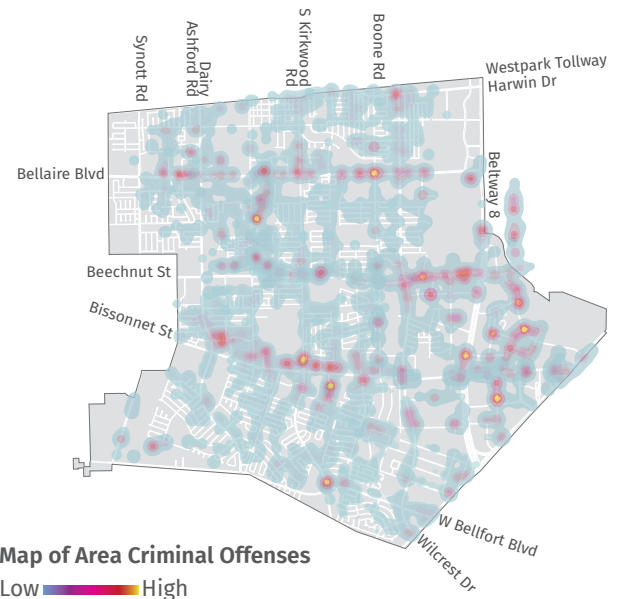 Synott Rd
Dairy
Ashford Rd
S Kirkwood
Rd
Boone Rd
Westpark Tollway
Harwin Dr
Bellaire Blvd
Beltway 8
Beechnut St
Bissonnet St
W Bellfort Blvd
Wilcrest Dr
Map of Area Criminal Offenses
Low High